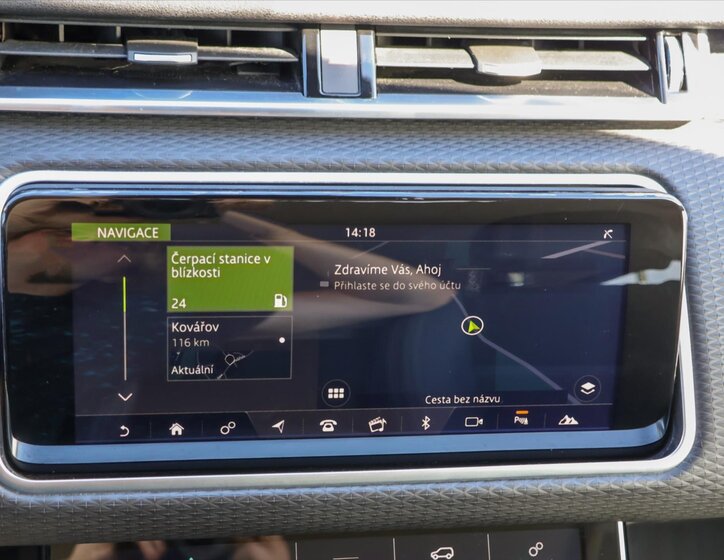 NAVIGACE
14:18
Čerpací stanice v
blízkosti
24
Kovářov
116 km
Aktuální
Zdravíme Vás, Ahoj
Přihlaste se do svého účtu
Cesta bez názvu